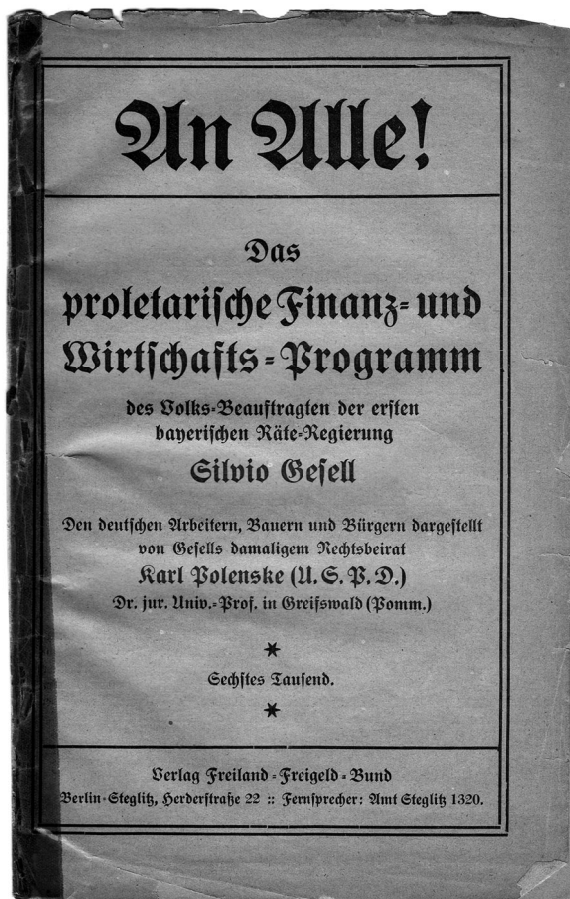 An Alle!
Das
proletarische Finanz- und
Wirtschafts-Programm
des Volks-Beauftragten der ersten
bayerischen Räte-Regierung
Silvio Gesell
Den deutschen Arbeitern, Bauern und Bürgern dargestellt
von Gesells damaligem Rechtsbeirat
Karl Polenske (U. S. P. D.)
Dr. jur. Univ.-Prof. in Greifswald (Pomm.)
Sechstes Tausend.
Verlag Freiland-Freigeld-Bund
Berlin-Steglitz, Herderstraße 22 :: Fernsprecher: Amt Steglitz 1320.